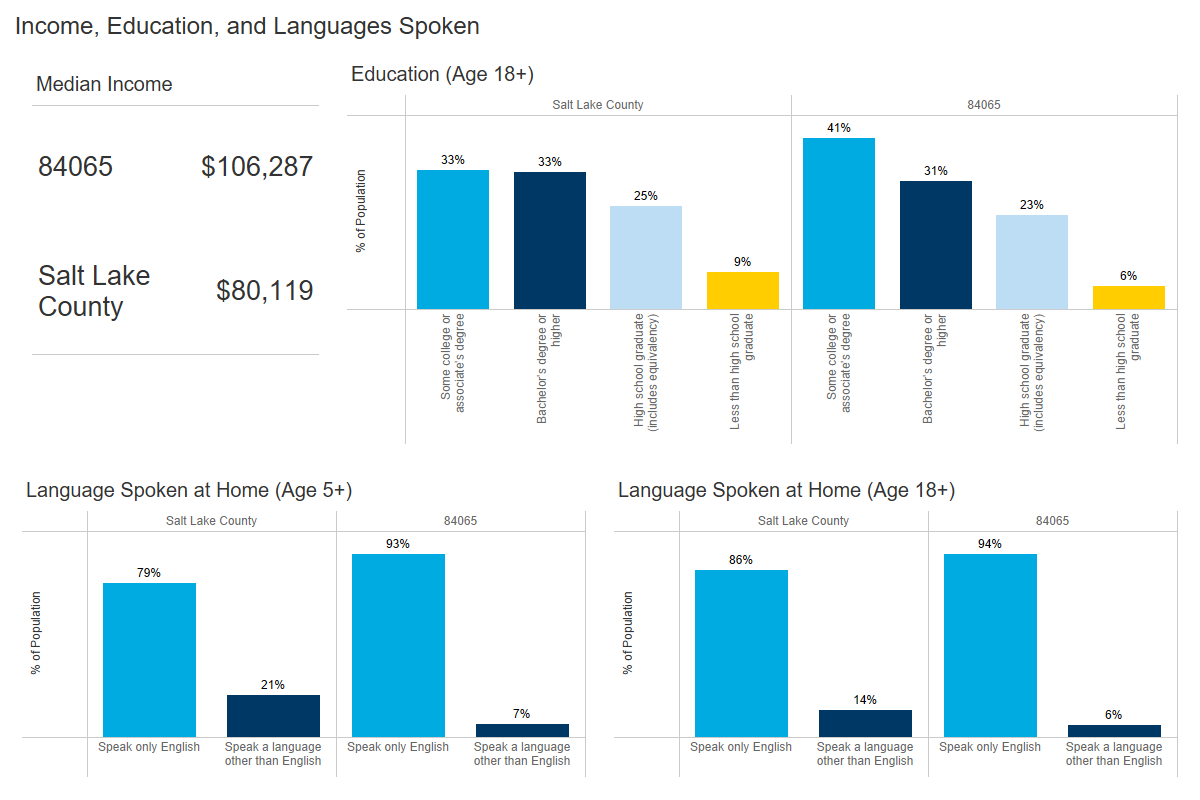 Income, Education, and Languages Spoken
Median Income
84065 $106,287
Salt Lake
County
$80,119
Education (Age 18+)
Salt Lake County 84065
% of Population
33% 33% 25% 9% 41% 31% 23% 6%
Some college or
associate's degree
Bachelor's degree or
higher
High school graduate
(includes equivalency)
Less than high school
graduate
Some college or
associate's degree
Bachelor's degree or
higher
High school graduate
(includes equivalency)
Less than high school
graduate
Language Spoken at Home (Age 5+)
Salt Lake County 84065
% of Population
79% 21% 93% 7%
Speak only English
Speak a language
other than English
Speak only English
Speak a language
other than English
Language Spoken at Home (Age 18+)
Salt Lake County 84065
% of Population
86% 14% 94% 6%
Speak only English
Speak a language
other than English
Speak only English
Speak a language
other than English